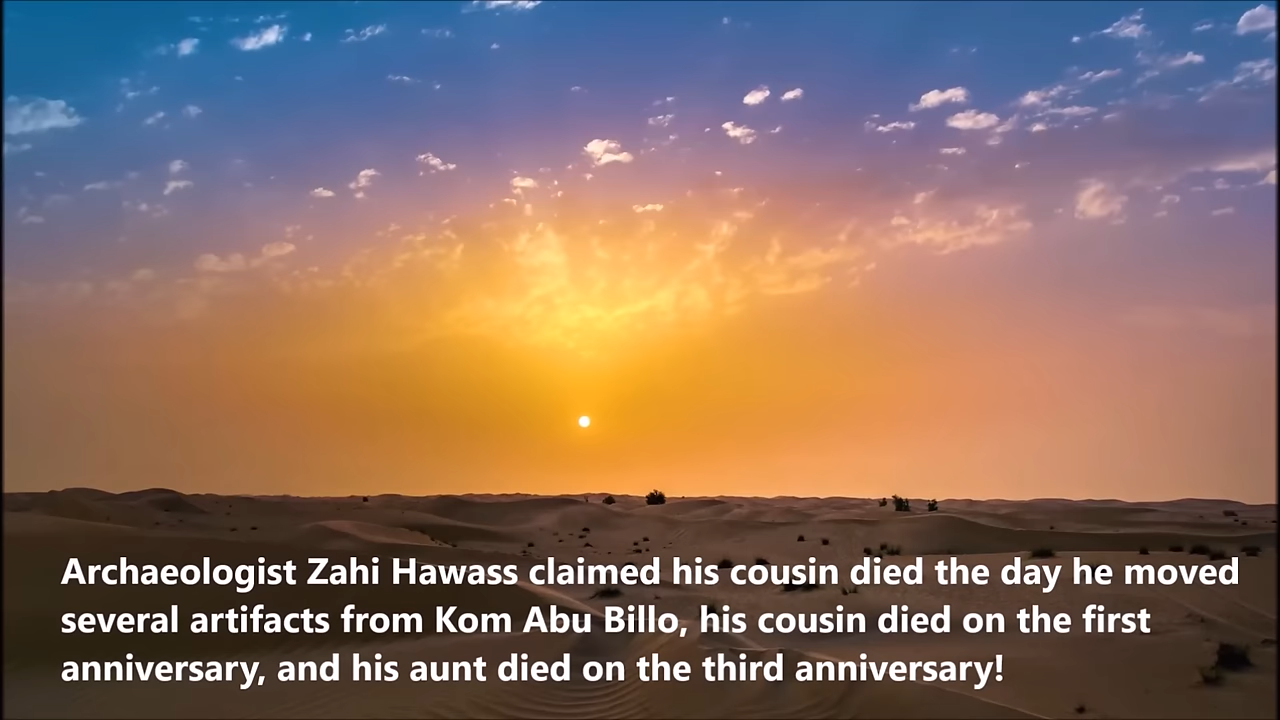 Archaeologist Zahi Hawass claimed his cousin died the day he moved
several artifacts from Kom Abu Billo, his cousin died on the first
anniversary, and his aunt died on the third anniversary!